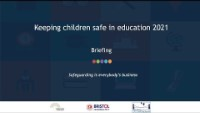 Keeping children safe in education 2021
Briefing
Safeguarding is everybody's business
BRISTOL